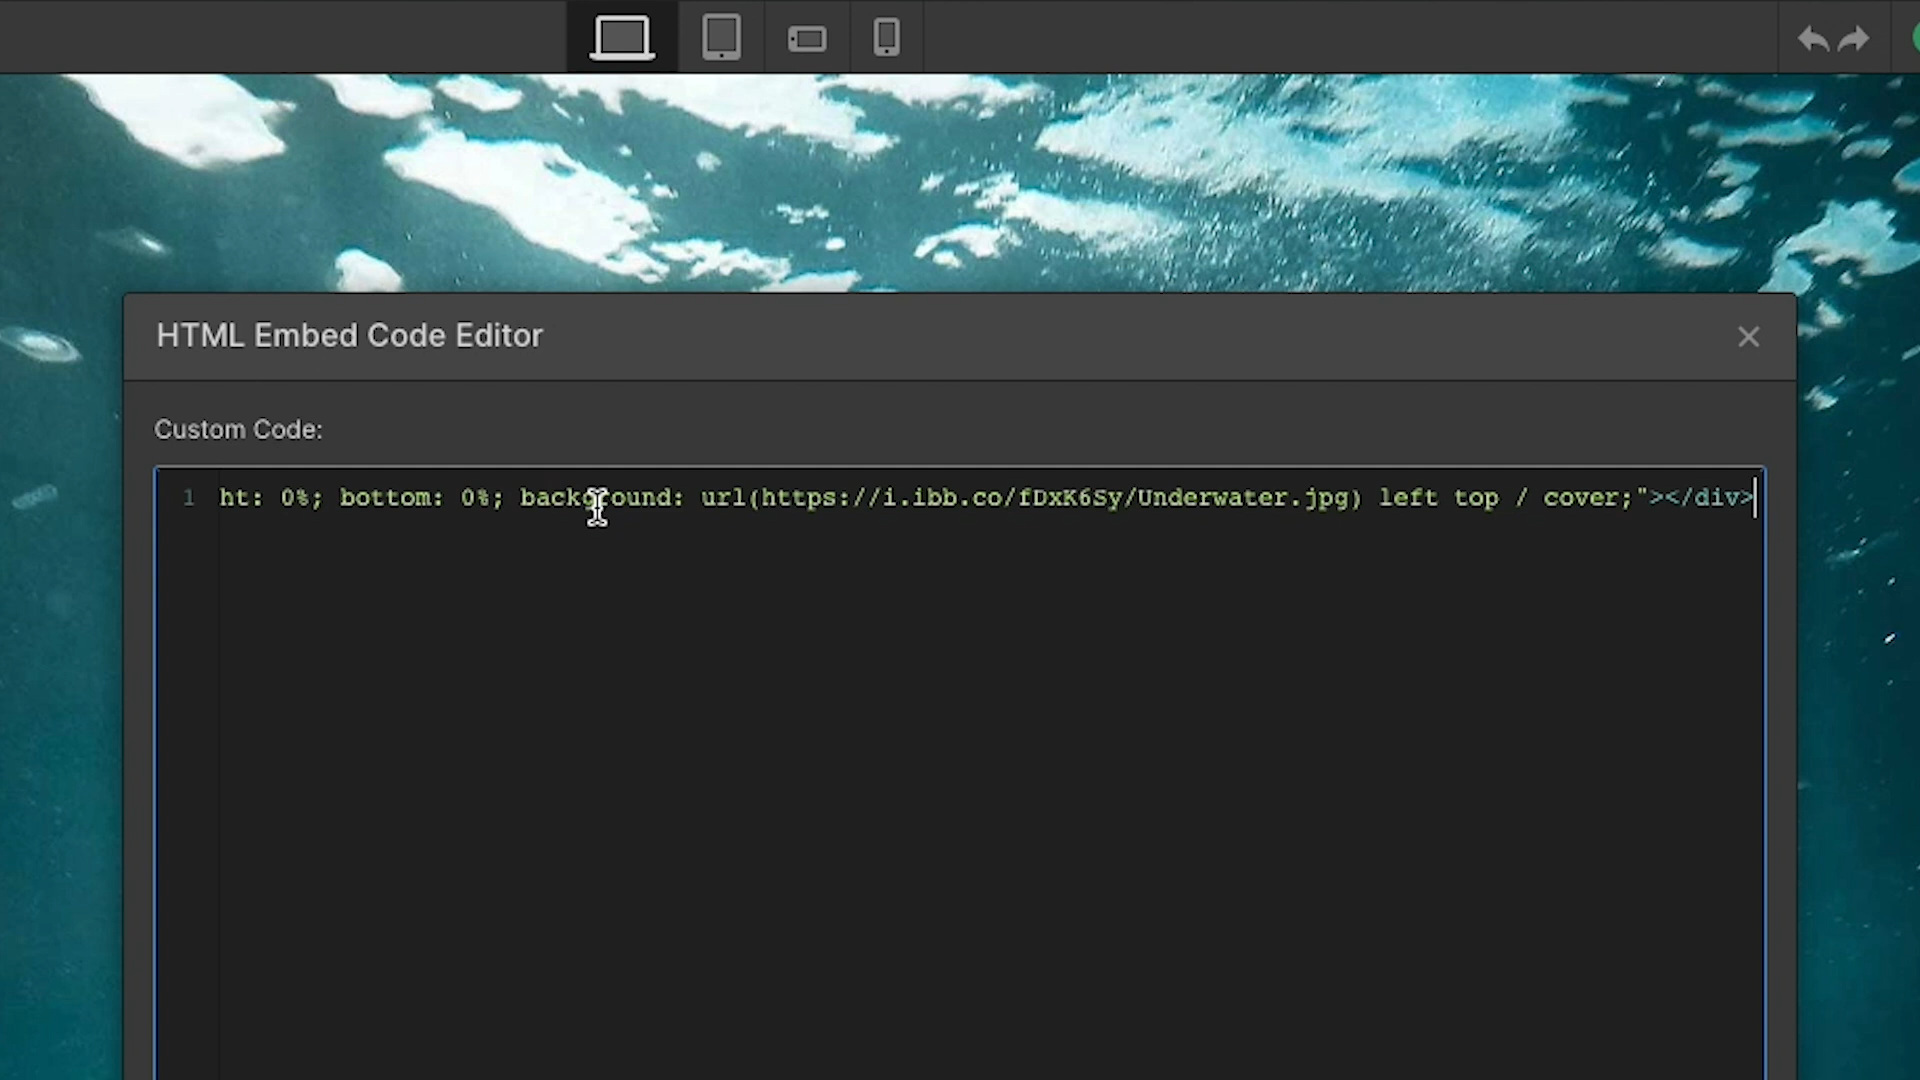 HTML Embed Code Editor
Custom Code:
1 ht: 0%; bottom: 0%; background: url(https://i.ibb.co/fDxK6Sy/Underwater.jpg) left top / cover;"></div>